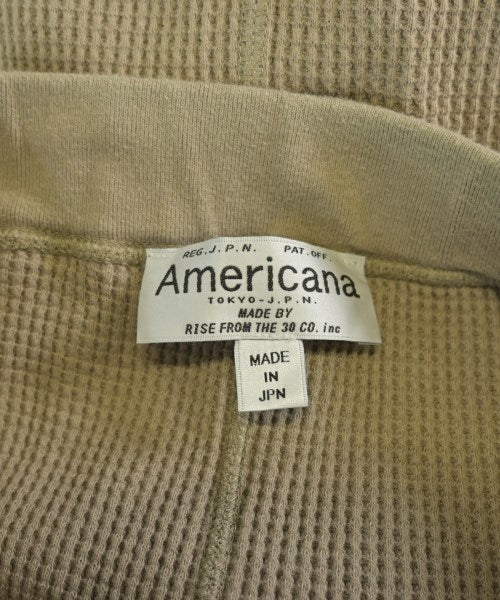 REG.J.P.N. PAT.OFF.
Americana
TOKYO-J.P.N.
MADE BY
RISE FROM THE 30 CO. inc
MADE
IN
JPN